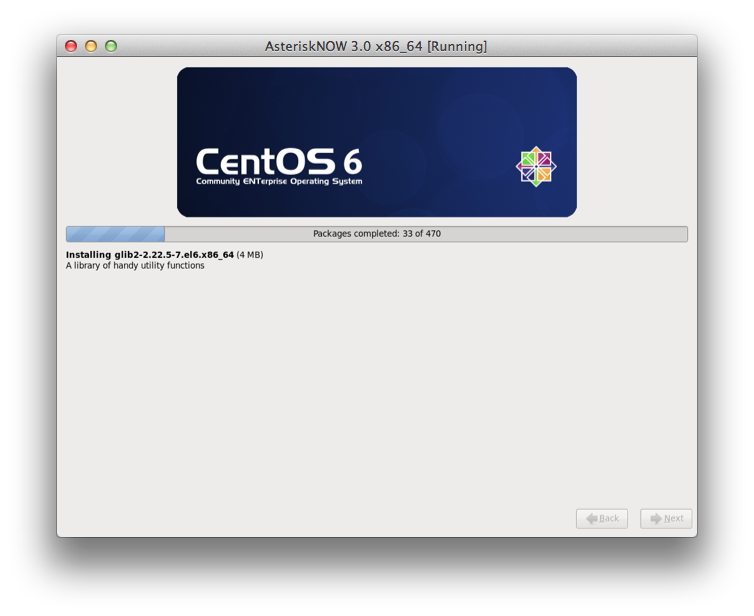 AsteriskNOW 3.0 x86_64 [Running]
CentOS 6
Community ENTerprise Operating System
Packages completed: 33 of 470
Installing glib2-2.22.5-7.el6.x86_64 (4 MB)
A library of handy utility functions
Back
Next